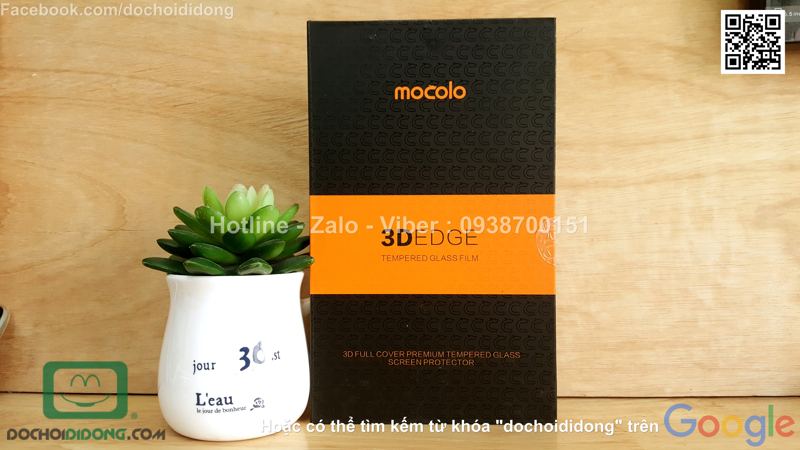 Facebook.com/dochoididong
mocolo
Hotline - Zalo - Viber : 0938700151
3DEDGE
TEMPERED GLASS FILM
3D FULL COVER PREMIUM TEMPERED GLASS
SCREEN PROTECTOR
jour 30 .st
L'eau
le jour de bonheur
Hoặc có thể tìm kếm từ khóa "dochoididong" trên Google
DOCHOIDIDONG.COM